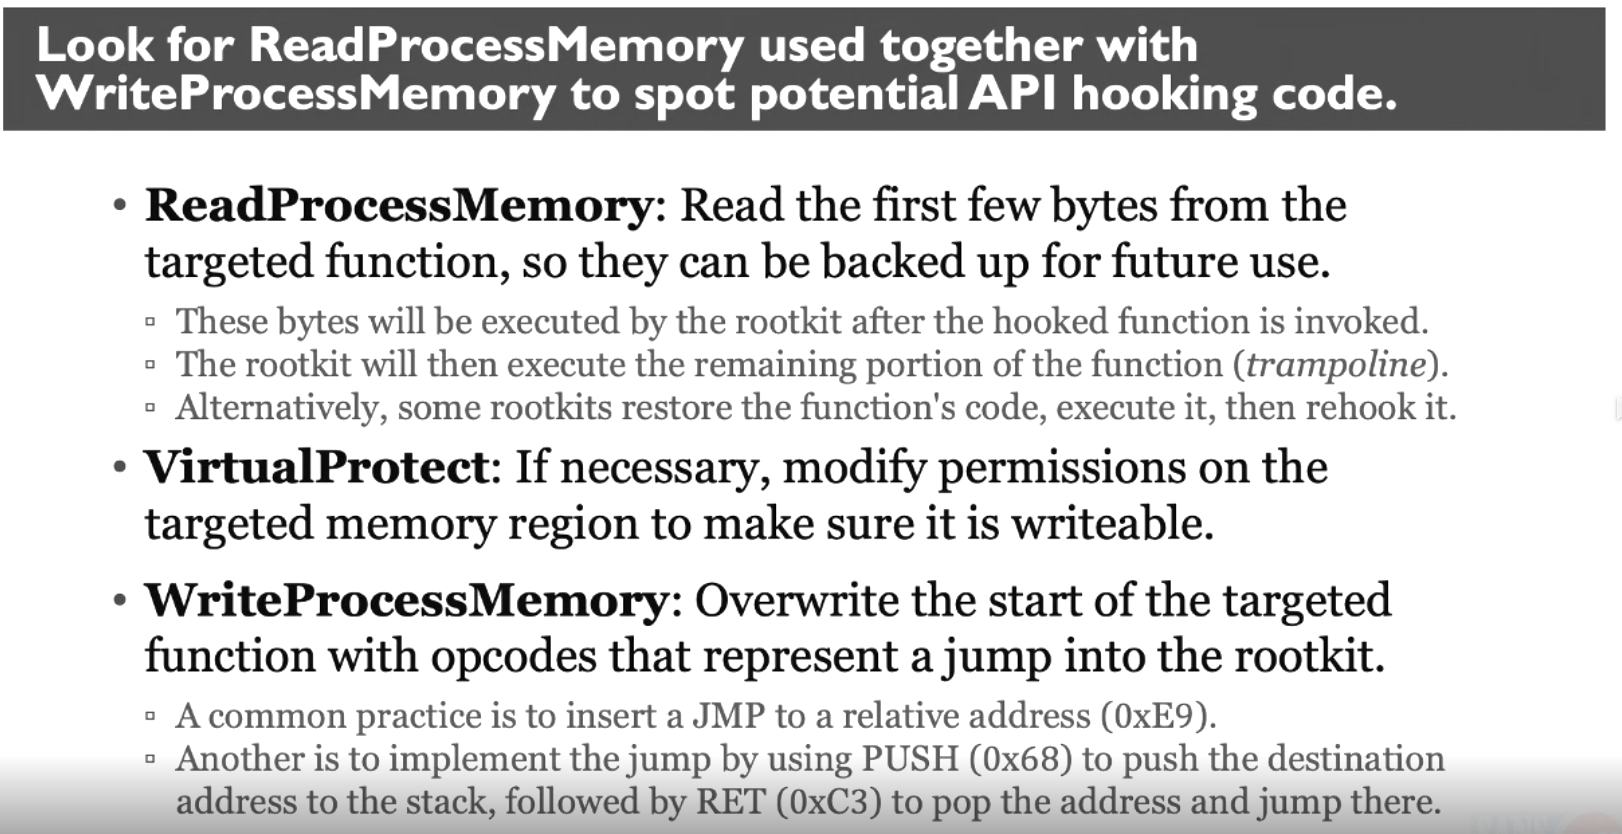 Look for ReadProcessMemory used together with
WriteProcessMemory to spot potential API hooking code.
• ReadProcessMemory: Read the first few bytes from the
targeted function, so they can be backed up for future use.
▫ These bytes will be executed by the rootkit after the hooked function is invoked.
▫ The rootkit will then execute the remaining portion of the function (trampoline).
▫ Alternatively, some rootkits restore the function's code, execute it, then rehook it.
• VirtualProtect: If necessary, modify permissions on the
targeted memory region to make sure it is writeable.
• WriteProcessMemory: Overwrite the start of the targeted
function with opcodes that represent a jump into the rootkit.
▫ A common practice is to insert a JMP to a relative address (0xE9).
▫ Another is to implement the jump by using PUSH (0x68) to push the destination
address to the stack, followed by RET (0xC3) to pop the address and jump there.